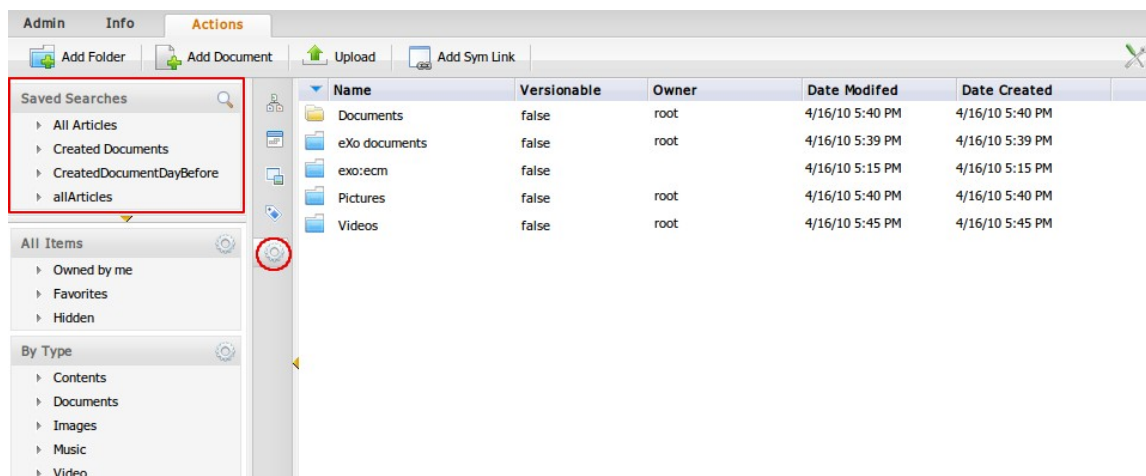 Admin Info Actions
Add Folder Add Document Upload Add Sym Link
Saved Searches
All Articles
Created Documents
CreatedDocumentDayBefore
allArticles
All Items
Owned by me
Favorites
Hidden
By Type
Contents
Documents
Images
Music
Video
Name Versionable Owner Date Modifed Date Created
Documents false root 4/16/10 5:40 PM 4/16/10 5:40 PM
eXo documents false root 4/16/10 5:39 PM 4/16/10 5:39 PM
exo:ecm false 4/16/10 5:15 PM 4/16/10 5:15 PM
Pictures false root 4/16/10 5:40 PM 4/16/10 5:40 PM
Videos false root 4/16/10 5:45 PM 4/16/10 5:45 PM